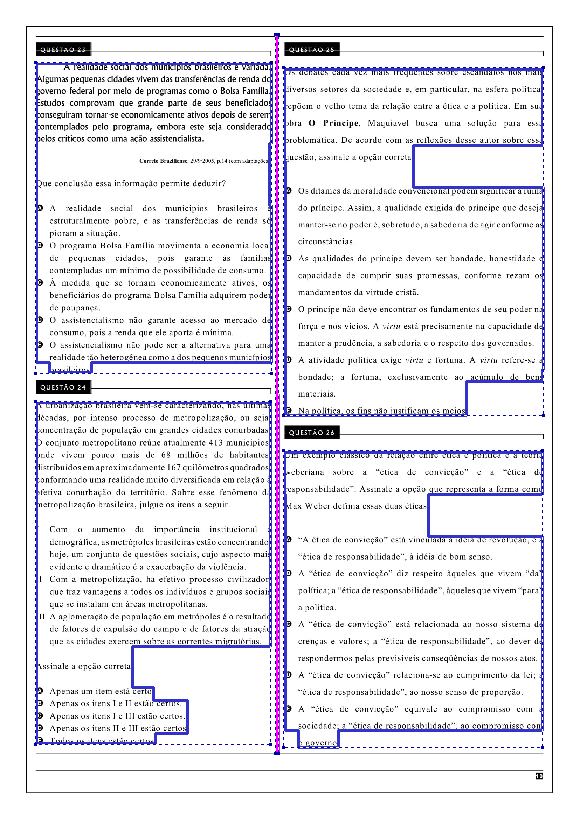 QUESTÃO 23
A realidade social dos municípios brasileiros é variada.
Algumas pequenas cidades vivem das transferências de renda do
governo federal por meio de programas como o Bolsa Família.
Estudos comprovam que grande parte de seus beneficiados
conseguiram tornar-se economicamente ativos depois de serem
contemplados pelo programa, embora este seja considerado
pelos críticos como uma ação assistencialista.
Correio Braziliense, 29/9/2005, p.14 (com adaptações)
Que conclusão essa informação permite deduzir?
A realidade social dos municípios brasileiros é
estruturalmente pobre, e as transferências de renda só
pioram a situação.
O programa Bolsa Família movimenta a economia local
de pequenas cidades, pois garante às famílias
contempladas um mínimo de possibilidade de consumo.
À medida que se tornam economicamente ativos, os
beneficiários do programa Bolsa Família adquirem poder
de poupança.
O assistencialismo não garante acesso ao mercado de
consumo, pois a renda que ele aporta é mínima.
O assistencialismo não pode ser a alternativa para uma
realidade tão heterogênea como a dos pequenos municípios
brasileiros.
QUESTÃO 24
A urbanização brasileira vem-se caracterizando, nas últimas
décadas, por intenso processo de metropolização, ou seja,
concentração de população em grandes cidades conurbadas.
O conjunto metropolitano reúne atualmente 413 municípios,
onde vivem pouco mais de 68 milhões de habitantes,
distribuídos em aproximadamente 167 quilômetros quadrados,
conformando uma realidade muito diversificada em relação à
efetiva conurbação do território. Sobre esse fenômeno da
metropolização brasileira, julgue os itens a seguir.
Com o aumento da importância institucional e
demográfica, as metrópoles brasileiras estão concentrando,
hoje, um conjunto de questões sociais, cujo aspecto mais
evidente e dramático é a exacerbação da violência.
II Com a metropolização, há efetivo processo civilizador
que traz vantagens a todos os indivíduos e grupos sociais
que se instalam em áreas metropolitanas.
III A aglomeração de população em metrópoles é o resultado
de fatores de expulsão do campo e de fatores da atração
que as cidades exercem sobre as correntes migratórias.
Assinale a opção correta.
Apenas um item está certo.
Apenas os itens I e II estão certos.
Apenas os itens I e III estão certos.
Apenas os itens II e III estão certos.
Todos os itens estão certos.
QUESTÃO 25
Os debates cada vez mais freqüentes sobre escândalos nos mais
diversos setores da sociedade e, em particular, na esfera política
repõem o velho tema da relação entre a ética e a política. Em sua
obra O Príncipe, Maquiavel busca uma solução para essa
problemática. De acordo com as reflexões desse autor sobre essa
questão, assinale a opção correta.
Os ditames da moralidade convencional podem significar a ruína
do príncipe. Assim, a qualidade exigida do príncipe que deseja
manter-se no poder é, sobretudo, a sabedoria de agir conforme as
circunstâncias.
As qualidades do príncipe devem ser bondade, honestidade e
capacidade de cumprir suas promessas, conforme rezam os
mandamentos da virtude cristã.
O príncipe não deve encontrar os fundamentos de seu poder na
força e nos vícios. A virtù está precisamente na capacidade de
manter a prudência, a sabedoria e o respeito dos governados.
A atividade política exige virtù e fortuna. A virtù refere-se à
bondade; a fortuna, exclusivamente ao acúmulo de bens
materiais.
Na política, os fins não justificam os meios.
QUESTÃO 26
Um exemplo clássico da relação entre ética e política é a teoria
weberiana sobre a "ética de convicção" e a "ética de
responsabilidade". Assinale a opção que representa a forma como
Max Weber defina essas duas éticas.
"A ética de convicção" está vinculada à idéia de revolução, e a
"ética de responsabilidade", à idéia de bom senso.
A "ética de convicção" diz respeito àqueles que vivem "da"
política; a "ética de responsabilidade", àqueles que vivem "para"
a política.
A "ética de convicção" está relacionada ao nosso sistema de
crenças e valores; a "ética de responsabilidade", ao dever de
respondermos pelas previsíveis conseqüências de nossos atos.
A "ética de convicção" relaciona-se ao cumprimento da lei; a
"ética de responsabilidade", ao nosso senso de proporção.
A "ética de convicção" equivale ao compromisso com a
sociedade; a "ética de responsabilidade", ao compromisso com
o governo.